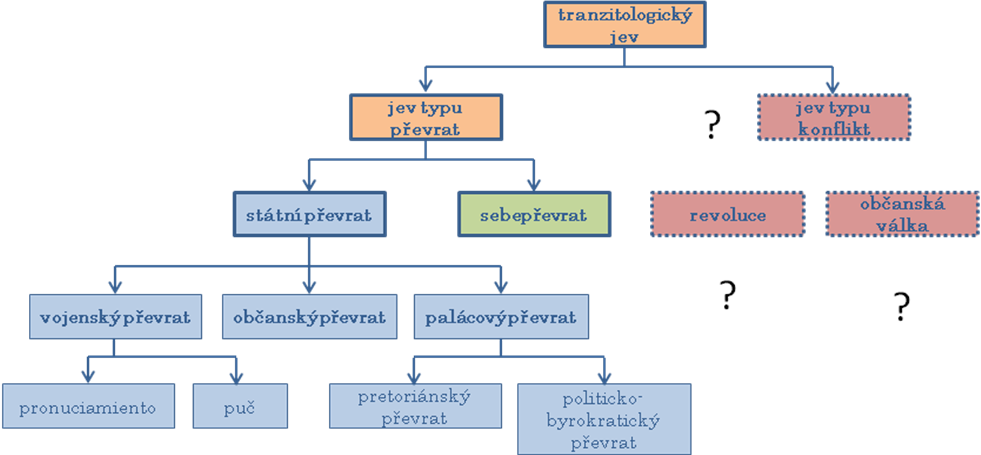 tranzitologický
jev
jev typu
převrat
?
jev typu
konflikt
státní převrat
sebepřevrat
revoluce
občanská
válka
?
?
vojenský převrat
občanský převrat
palácový převrat
pronuciamiento
puč
pretoriánský
převrat
politicko-
byrokratický
převrat